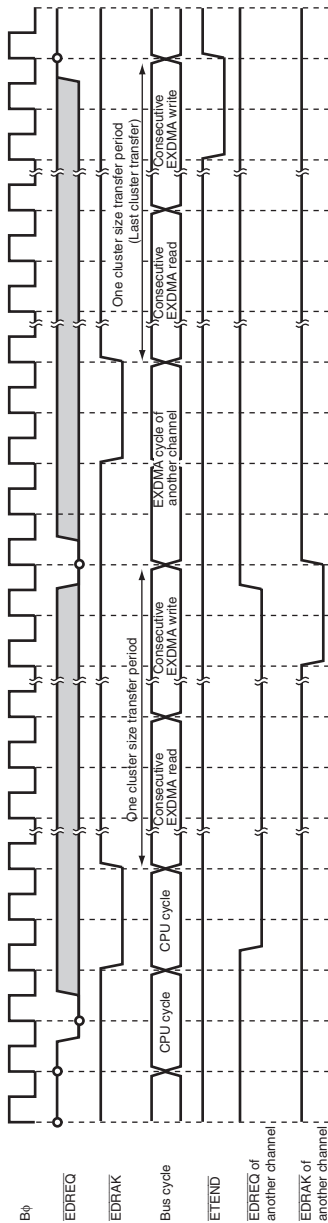 Bφ
EDREQ
EDRAK
Bus cycle
CPU cycle
CPU cycle
Consecutive
EXDMA read
Consecutive
EXDMA write
EXDMA cycle of
another channel
Consecutive
EXDMA read
Consecutive
EXDMA write
One cluster size transfer period
One cluster size transfer period
(Last cluster transfer)
ETEND
EDREQ of
another channel
EDRAK of
another channel